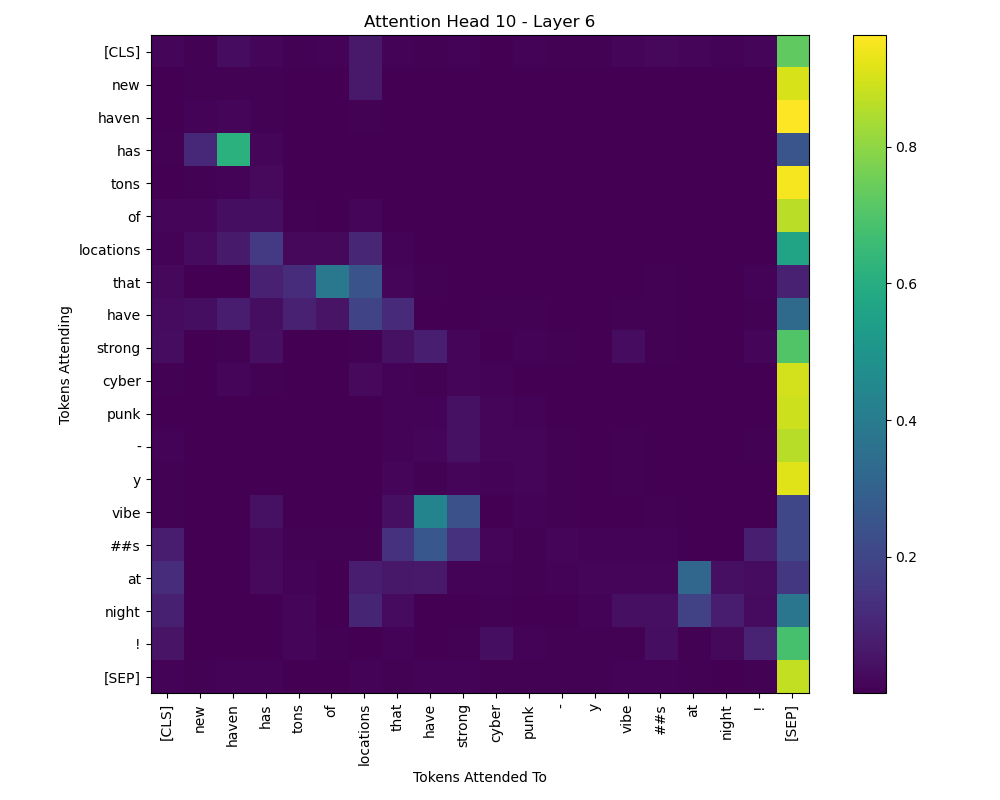 Attention Head 10 - Layer 6
Tokens Attending
[CLS]
new
haven
has
tons
of
locations
that
have
strong
cyber
punk
-
y
vibe
##s
at
night
!
[SEP]
[CLS]
new
haven
has
tons
of
locations
that
have
strong
cyber
punk
-
y
vibe
##s
at
night
!
[SEP]
Tokens Attended To
0.8
0.6
0.4
0.2